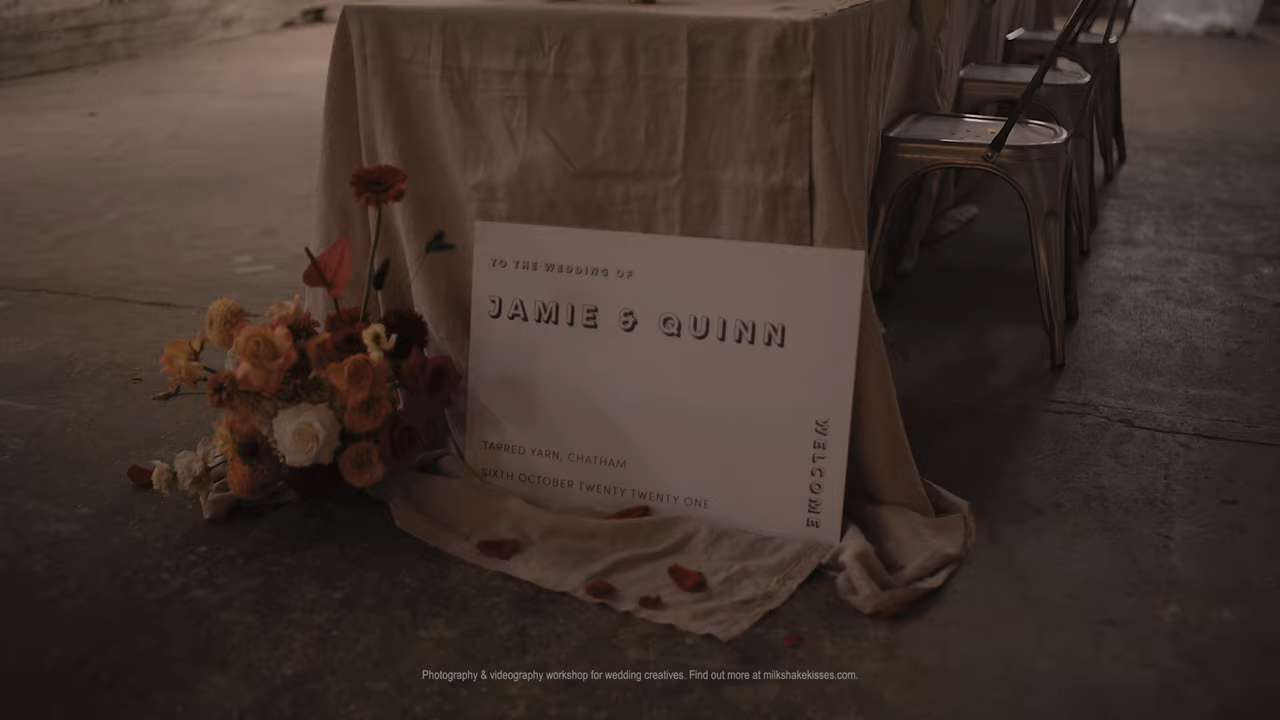 TO THE WEDDING OF
JAMIE & QUINN
WELCOME
TARRED YARN, CHATHAM
SIXTH OCTOBER TWENTY TWENTY ONE
Photography & videography workshop for wedding creatives. Find out more at milkshakekisses.com.